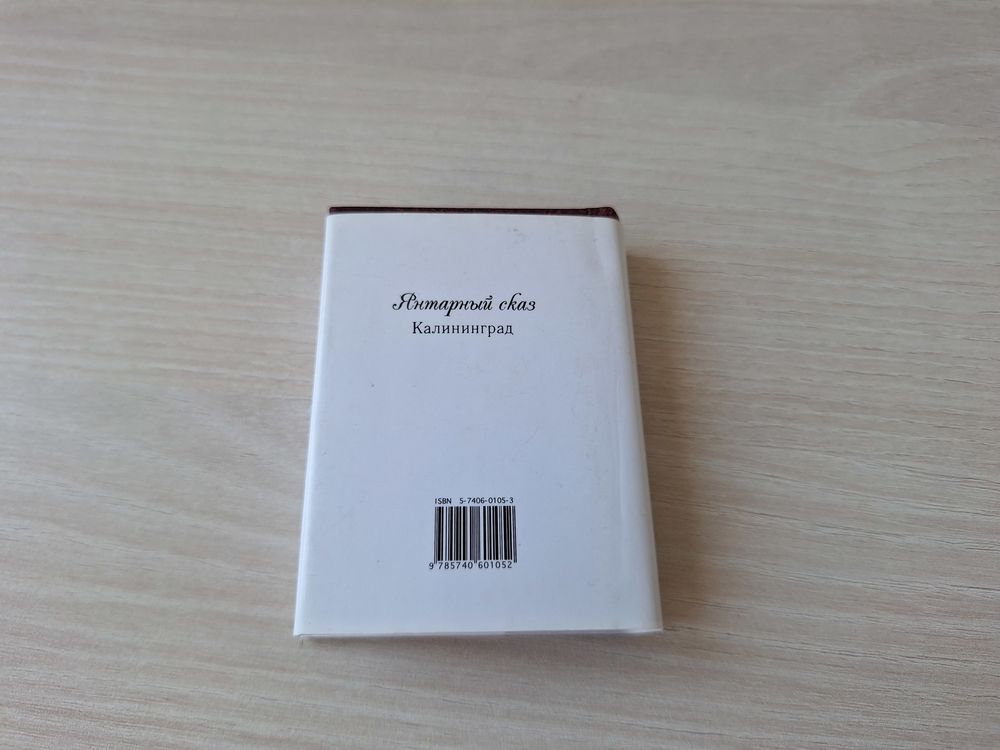 Янтарный сказ
Калининград
ISBN 5-7406-0105-3
9 785740 601052